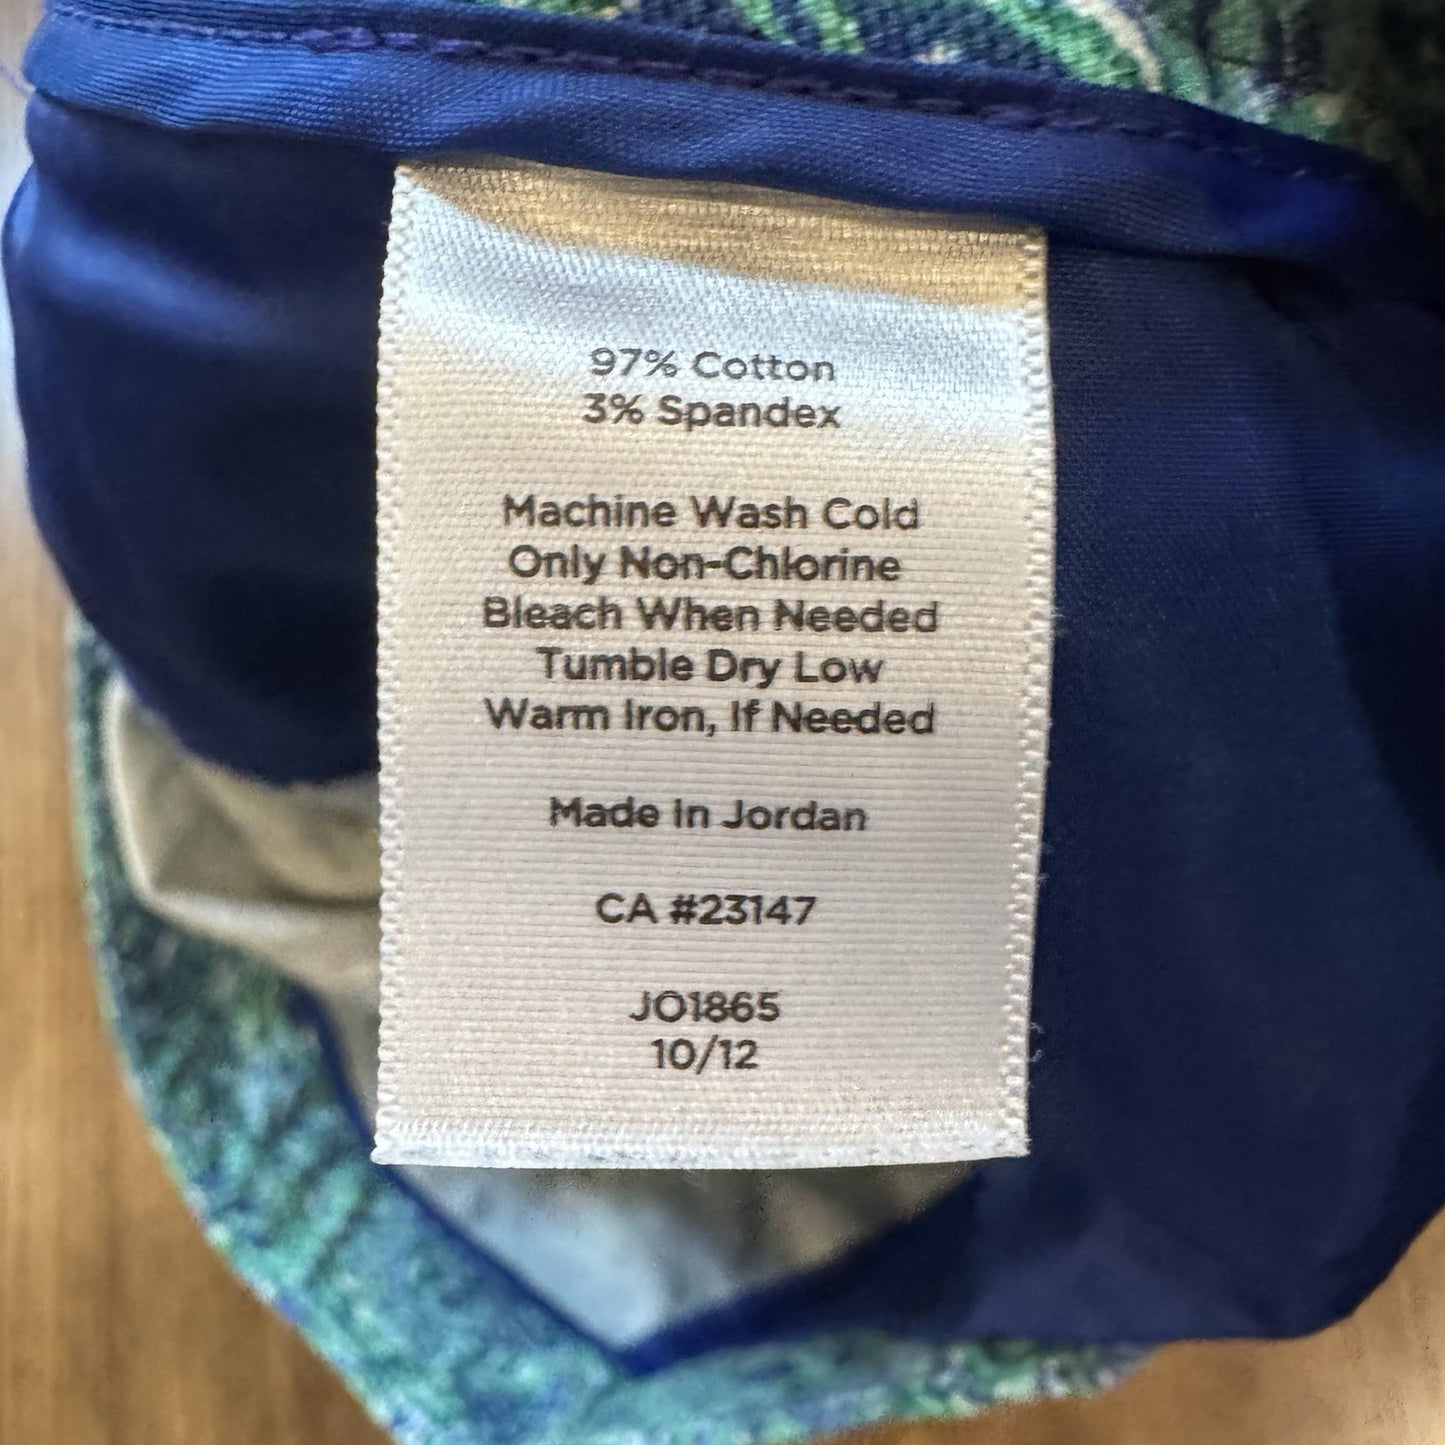 97% Cotton
3% Spandex
Machine Wash Cold
Only Non-Chlorine
Bleach When Needed
Tumble Dry Low
Warm Iron, If Needed
Made In Jordan
CA #23147
JO1865
10/12